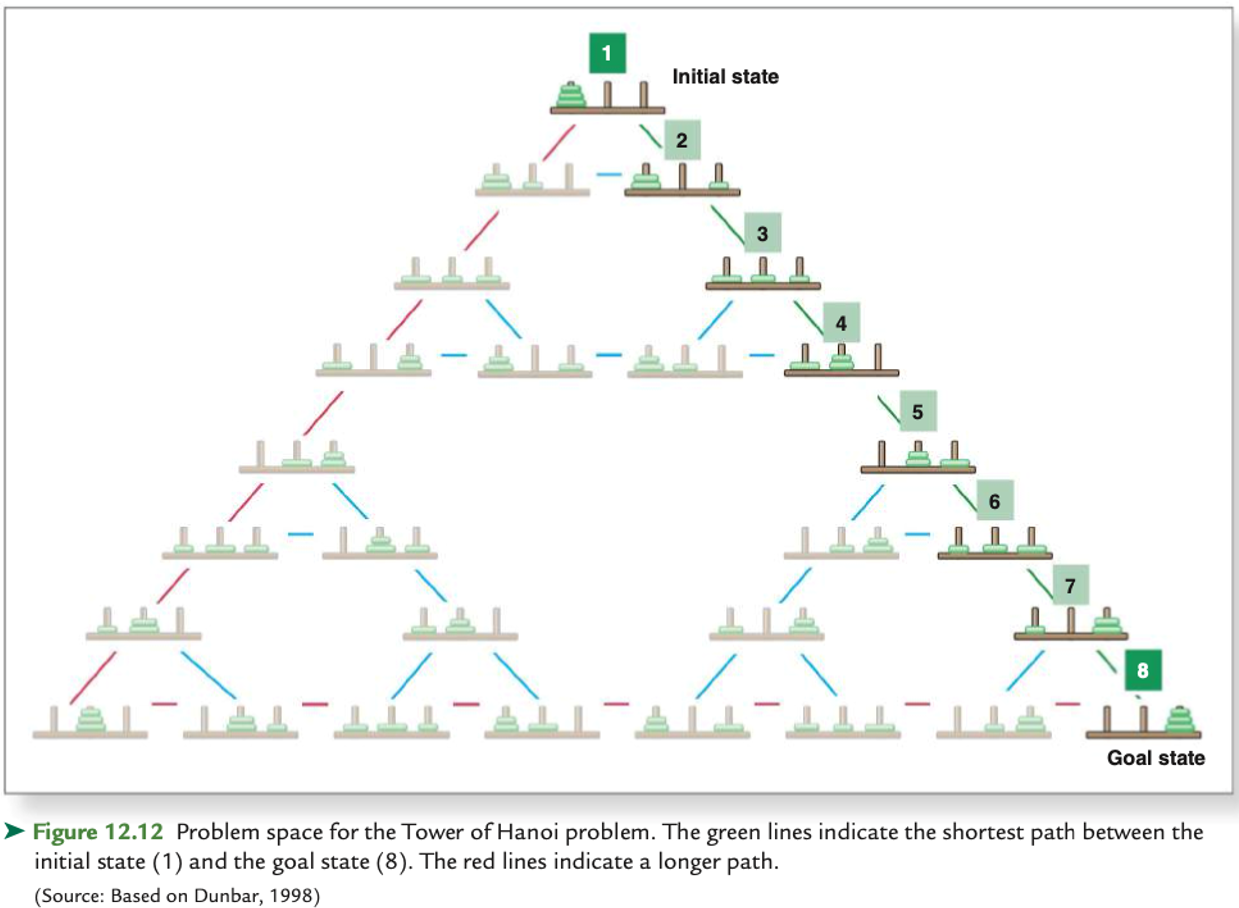 1
Initial state
2
3
4
5
6
7
8
Goal state
➤ Figure 12.12 Problem space for the Tower of Hanoi problem. The green lines indicate the shortest path between the
initial state (1) and the goal state (8). The red lines indicate a longer path.
(Source: Based on Dunbar, 1998)